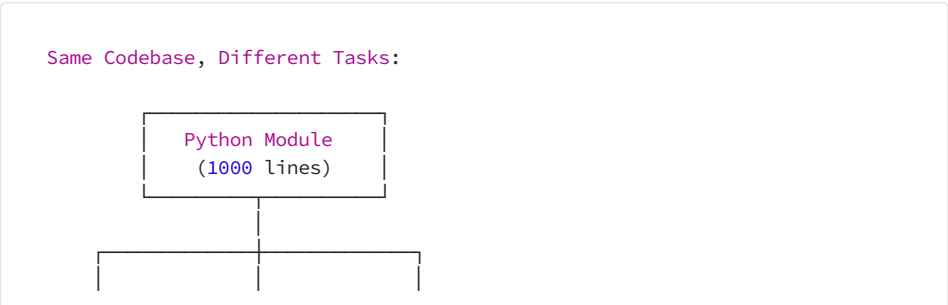 Same Codebase, Different Tasks:
Python Module
(1000 lines)